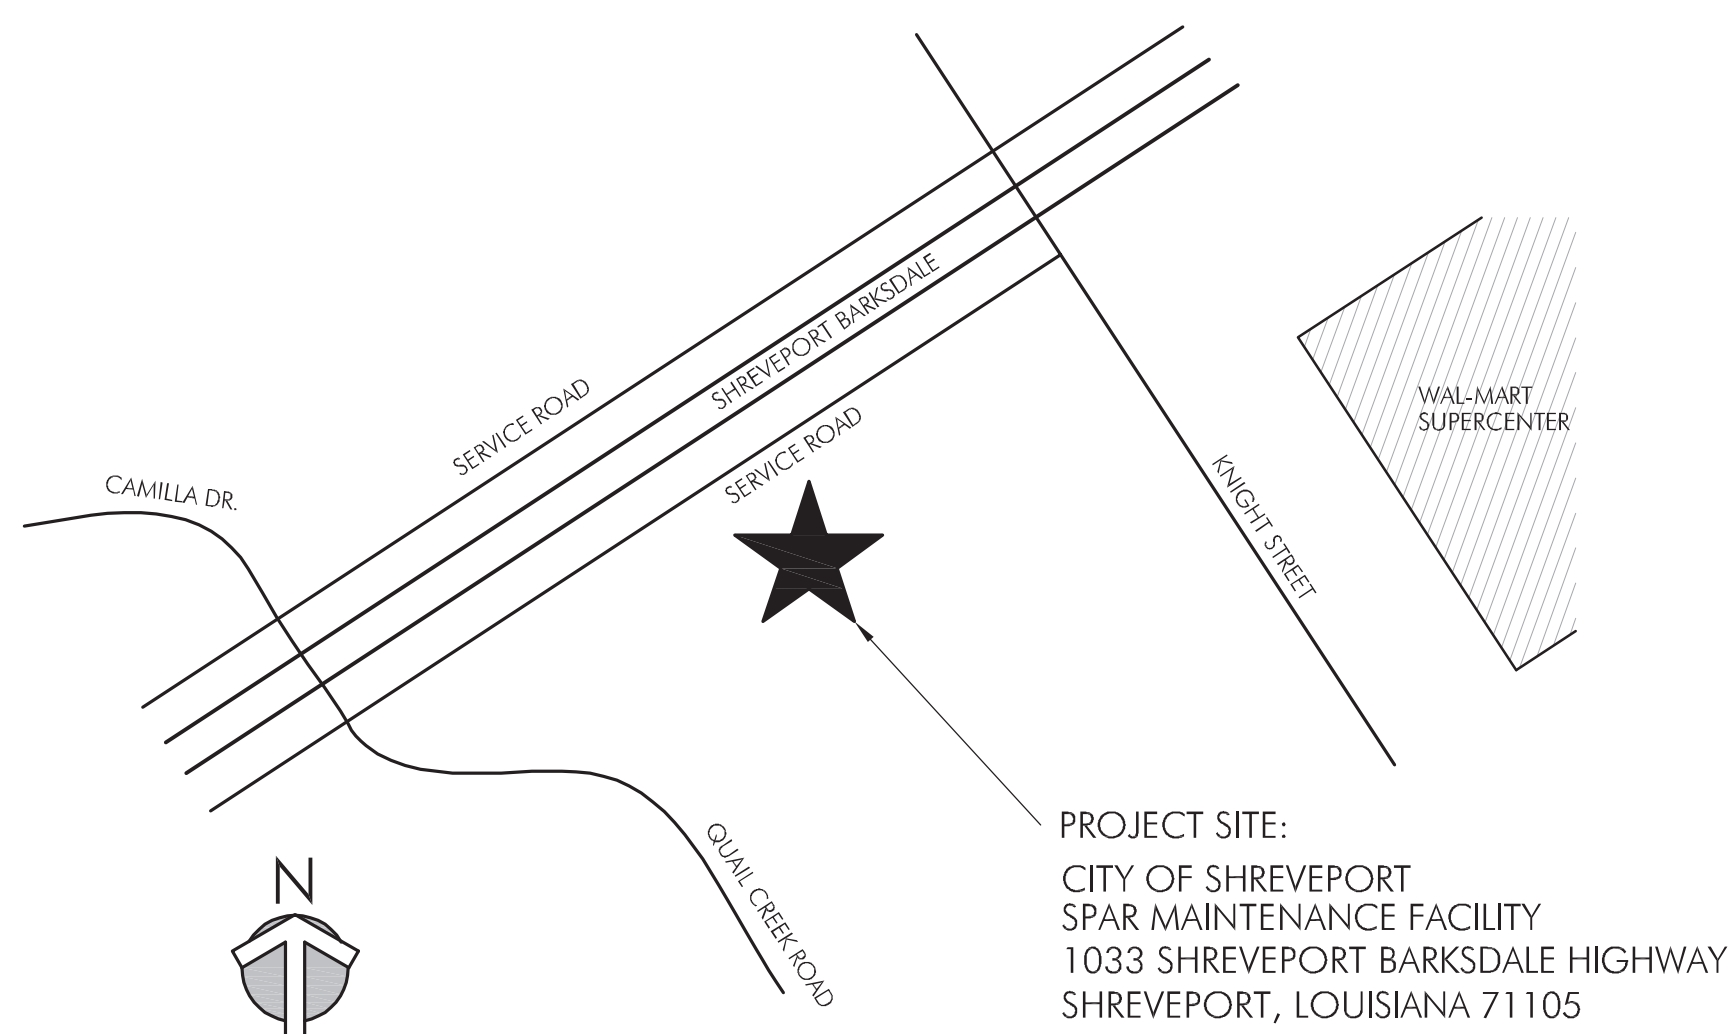 SHREVEPORT BARKSDALE
SERVICE ROAD
SERVICE ROAD
WAL-MART
SUPERCENTER
CAMILLA DR.
KNIGHT STREET
QUAIL CREEK ROAD
N
PROJECT SITE:
CITY OF SHREVEPORT
SPAR MAINTENANCE FACILITY
1033 SHREVEPORT BARKSDALE HIGHWAY
SHREVEPORT, LOUISIANA 71105